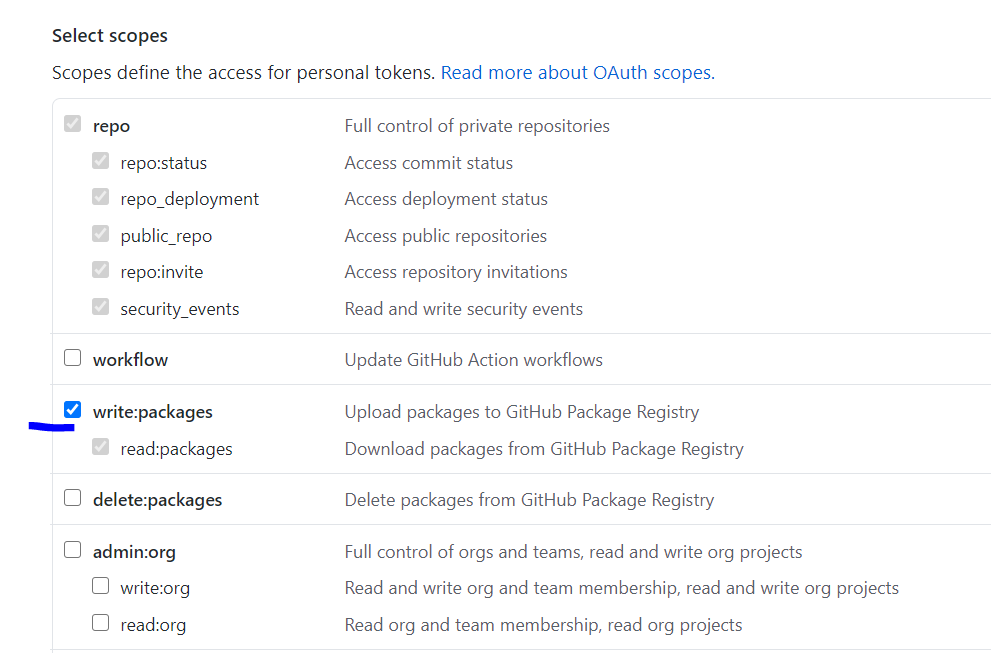 Select scopes
Scopes define the access for personal tokens. Read more about OAuth scopes.
repo Full control of private repositories
repo:status Access commit status
repo_deployment Access deployment status
public_repo Access public repositories
repo:invite Access repository invitations
security_events Read and write security events
workflow Update GitHub Action workflows
write:packages Upload packages to GitHub Package Registry
read:packages Download packages from GitHub Package Registry
delete:packages Delete packages from GitHub Package Registry
admin:org Full control of orgs and teams, read and write org projects
write:org Read and write org and team membership, read and write org projects
read:org Read org and team membership, read org projects